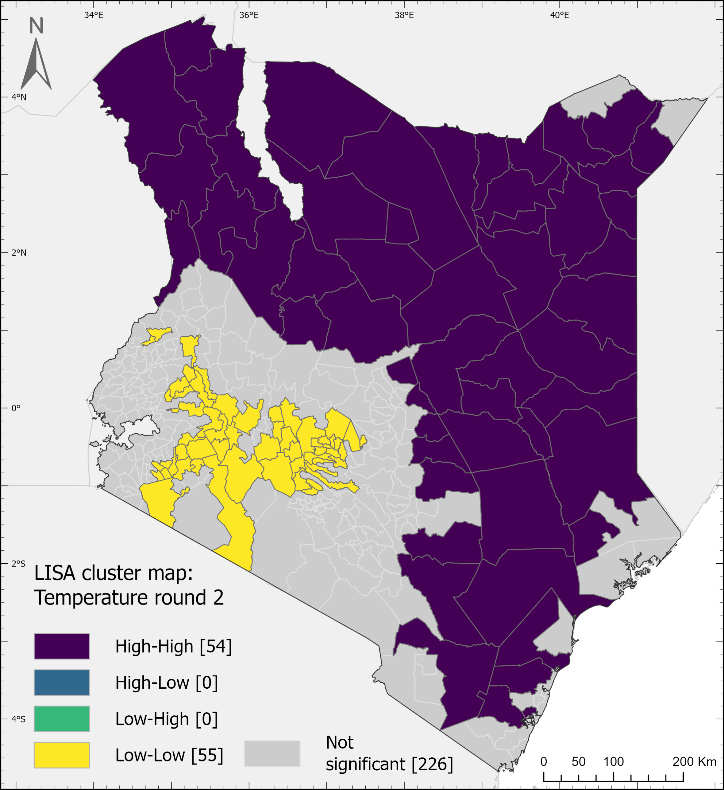 34°E 36°E 38°E 40°E
N
4°N
2°N
0°
2°S
4°S
LISA cluster map:
Temperature round 2
High-High [54]
High-Low [0]
Low-High [0]
Low-Low [55]
Not
significant [226]
0 50 100 200 Km